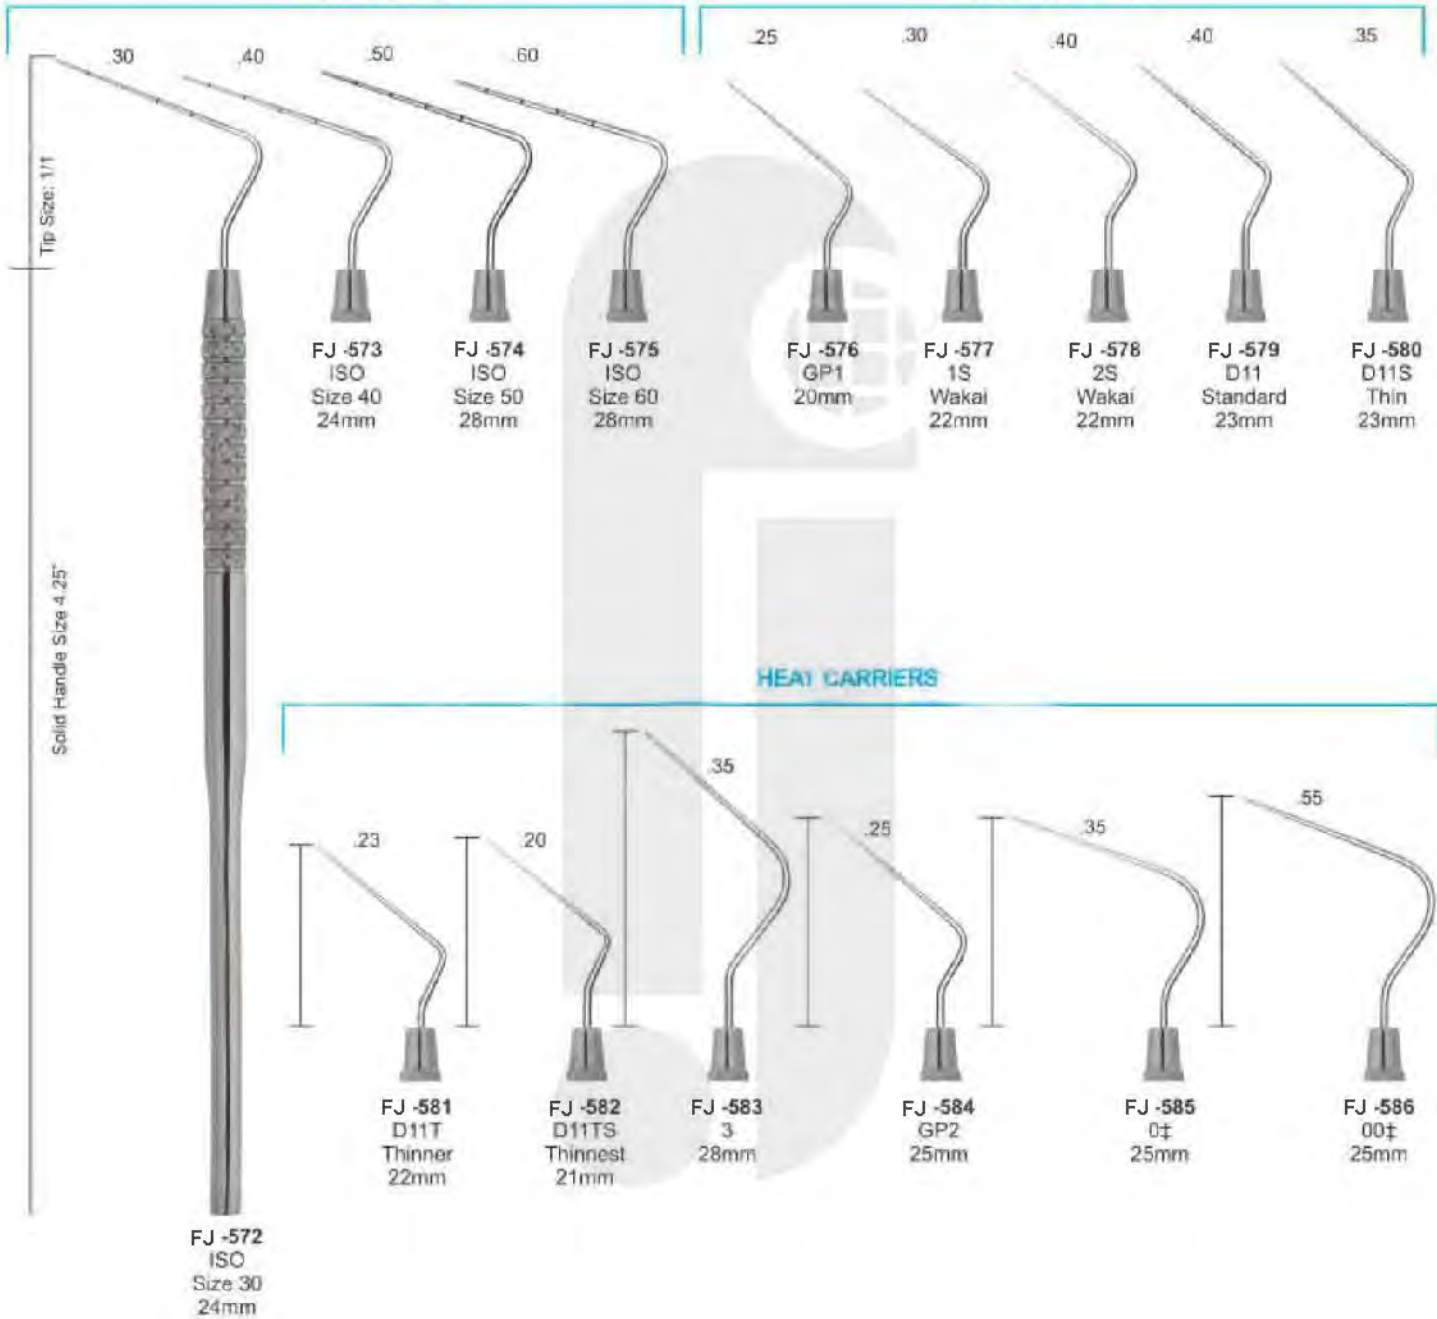 .30
.40
.50
.60
.25
.30
.40
.40
.35
Tip Size: 1/1
FJ -573
ISO
Size 40
24mm
FJ -574
ISO
Size 50
28mm
FJ -575
ISO
Size 60
28mm
FJ -576
GP1
20mm
FJ -577
1S
Wakai
22mm
FJ -578
2S
Wakai
22mm
FJ -579
D11
Standard
23mm
FJ -580
D11S
Thin
23mm
Solid Handle Size 4.25"
HEAT CARRIERS
.23
.20
.35
.25
.35
.55
FJ -581
D11T
Thinner
22mm
FJ -582
D11TS
Thinnest
21mm
FJ -583
3
28mm
FJ -584
GP2
25mm
FJ -585
0‡
25mm
FJ -586
00‡
25mm
FJ -572
ISO
Size 30
24mm
fj